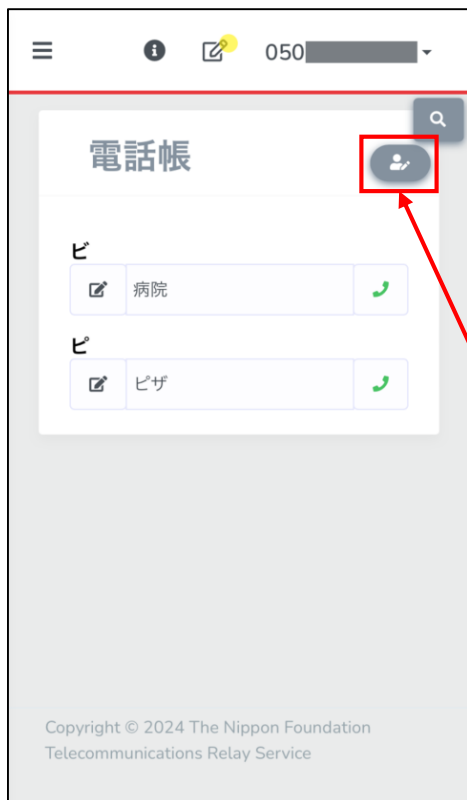 050
電話帳
ビ
病院
ピ
ピザ
Copyright © 2024 The Nippon Foundation
Telecommunications Relay Service